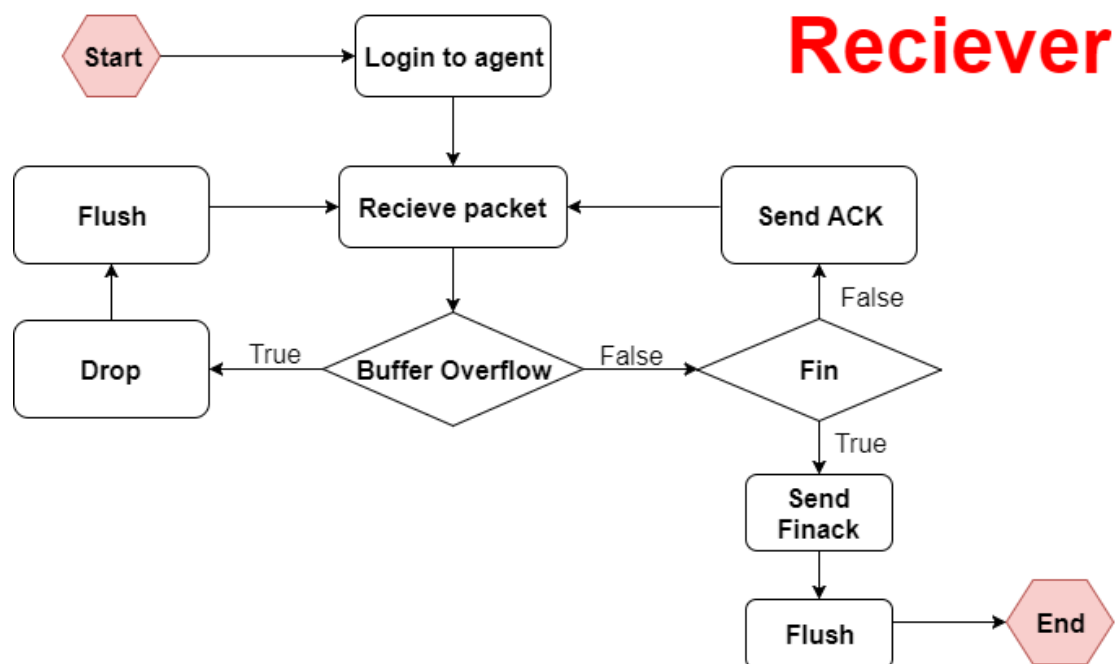 Reciever
Start
Login to agent
Flush
Recieve packet
Send ACK
False
Drop
True
Buffer Overflow
False
Fin
True
Send
Finack
Flush
End